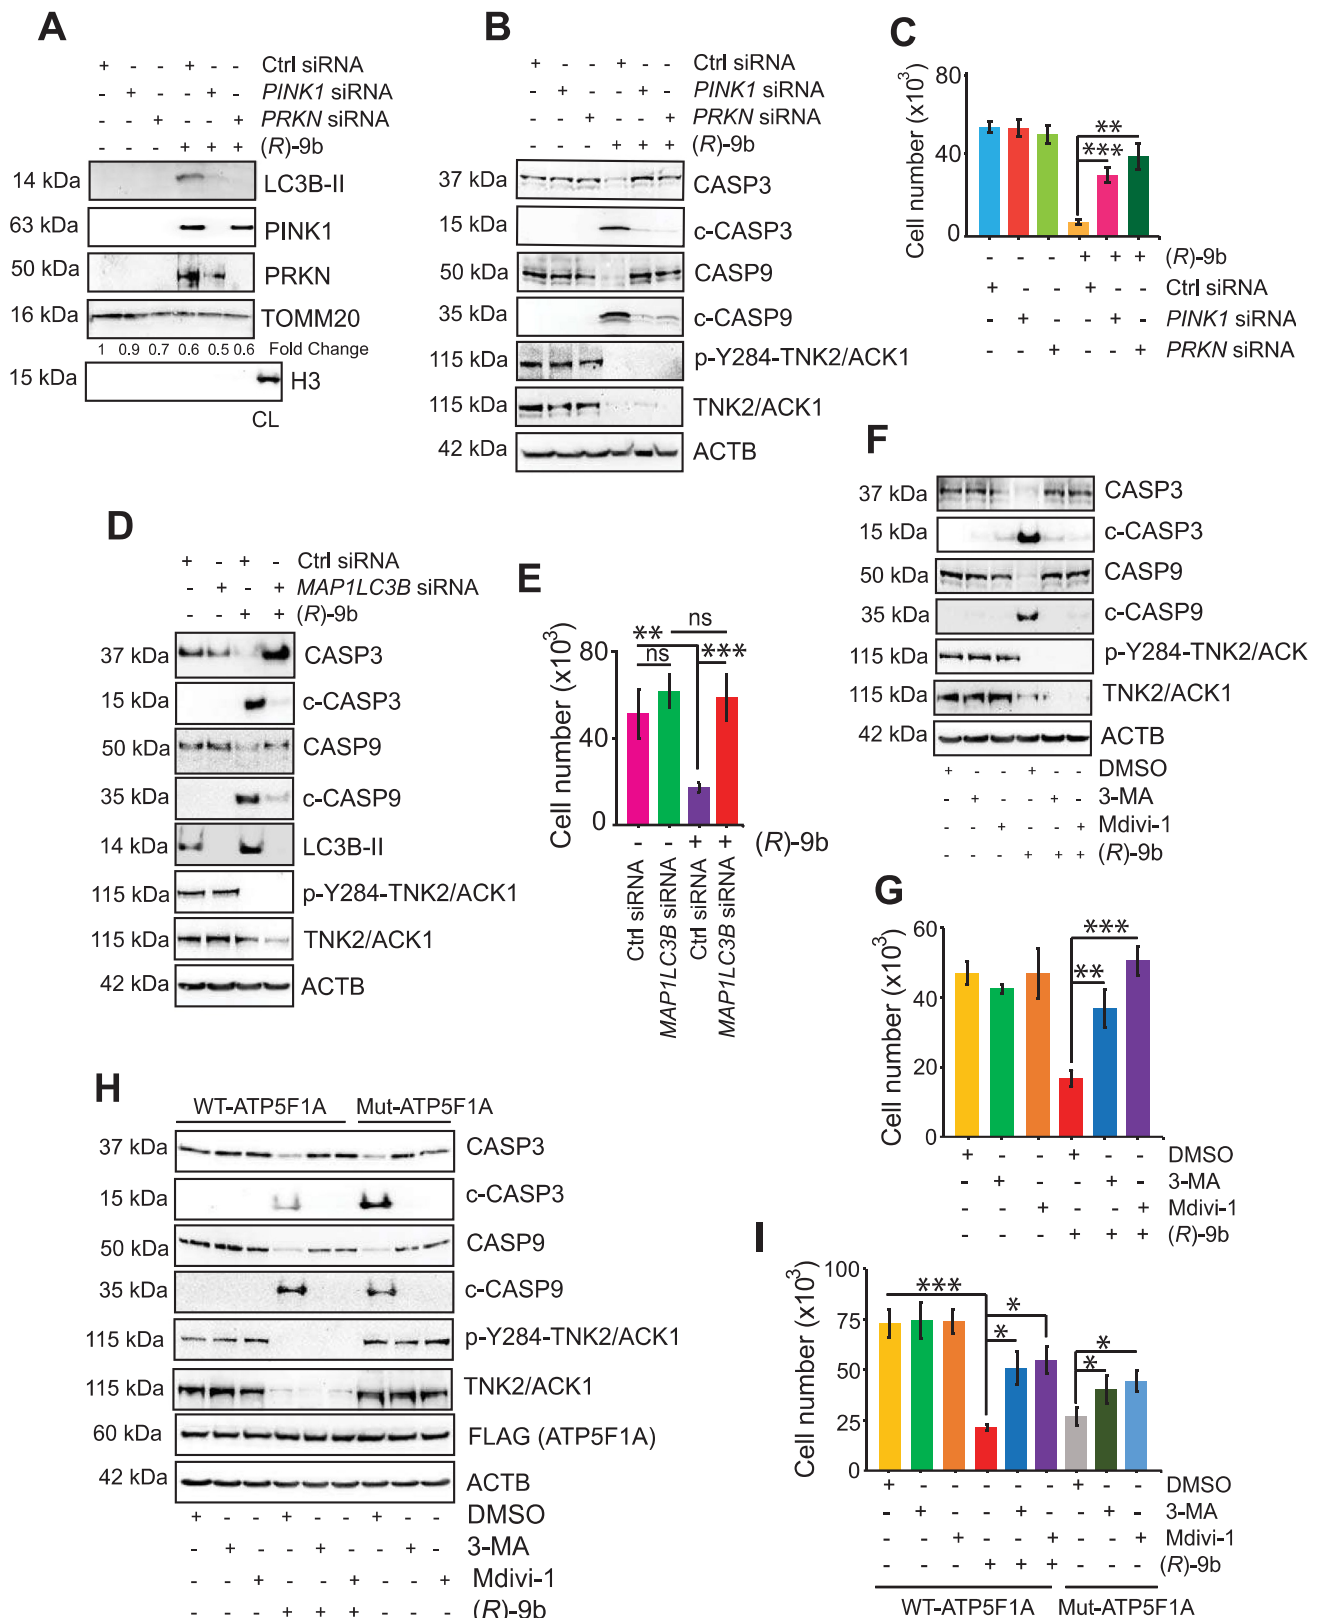 A
+ - - + - - Ctrl siRNA
- + - - + - PINK1 siRNA
- - + - - + PRKN siRNA
- - - + + + (R)-9b
14 kDa LC3B-II
63 kDa PINK1
50 kDa PRKN
16 kDa TOMM20
1 0.9 0.7 0.6 0.5 0.6 Fold Change
15 kDa H3
CL
B
+ - - + - - Ctrl siRNA
- + - - + - PINK1 siRNA
- - + - - + PRKN siRNA
- - - + + + (R)-9b
37 kDa CASP3
15 kDa c-CASP3
50 kDa CASP9
35 kDa c-CASP9
115 kDa p-Y284-TNK2/ACK1
115 kDa TNK2/ACK1
42 kDa ACTB
C
Cell number (x10³)
80
40
0
**
***
- - - + + + (R)-9b
+ - - + - - Ctrl siRNA
- + - - + - PINK1 siRNA
- - + - - + PRKN siRNA
D
+ - + - Ctrl siRNA
- + - + MAP1LC3B siRNA
- - + + (R)-9b
37 kDa CASP3
15 kDa c-CASP3
50 kDa CASP9
35 kDa c-CASP9
14 kDa LC3B-II
115 kDa p-Y284-TNK2/ACK1
115 kDa TNK2/ACK1
42 kDa ACTB
E
Cell number (x10³)
80
40
0
ns
**
ns
***
- - + + (R)-9b
Ctrl siRNA
MAP1LC3B siRNA
Ctrl siRNA
MAP1LC3B siRNA
F
37 kDa CASP3
15 kDa c-CASP3
50 kDa CASP9
35 kDa c-CASP9
115 kDa p-Y284-TNK2/ACK
115 kDa TNK2/ACK1
42 kDa ACTB
+ - - + - - DMSO
- + - - + - 3-MA
- - + - - + Mdivi-1
- - - + + + (R)-9b
G
Cell number (x10³)
60
40
20
0
***
**
+ - - + - - DMSO
- + - - + - 3-MA
- - + - - + Mdivi-1
- - - + + + (R)-9b
H
WT-ATP5F1A Mut-ATP5F1A
37 kDa CASP3
15 kDa c-CASP3
50 kDa CASP9
35 kDa c-CASP9
115 kDa p-Y284-TNK2/ACK1
115 kDa TNK2/ACK1
60 kDa FLAG (ATP5F1A)
42 kDa ACTB
+ - - + - - + - - DMSO
- + - - + - - + - 3-MA
- - + - - + - - + Mdivi-1
- - - + + + - - - (R)-9b
I
Cell number (x10³)
100
75
50
25
0
***
*
*
*
*
+ - - + - - + - - DMSO
- + - - + - - + - 3-MA
- - + - - + - - + Mdivi-1
- - - + + + - - - (R)-9b
WT-ATP5F1A Mut-ATP5F1A